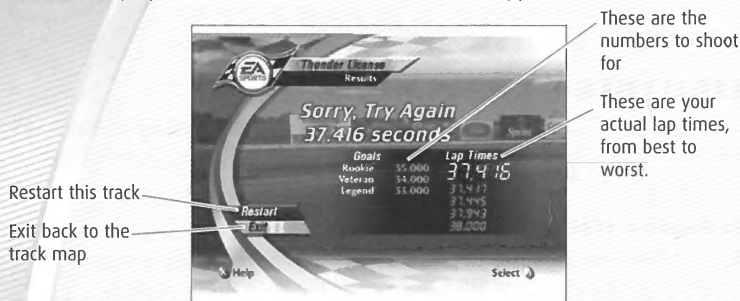 These are the
numbers to shoot
for
EA
SPORTS
Thunder License
Results
Sorry, Try Again
37.416 seconds
Goals
Lap Times
Rookie 35.000
37.416
Veteran 34.000
37.417
Legend 33.000
37.445
37.943
38.000
These are your
actual lap times,
from best to
worst.
Restart this track
Restart
Exit back to the
track map
Exit
Help
Select
Sprint